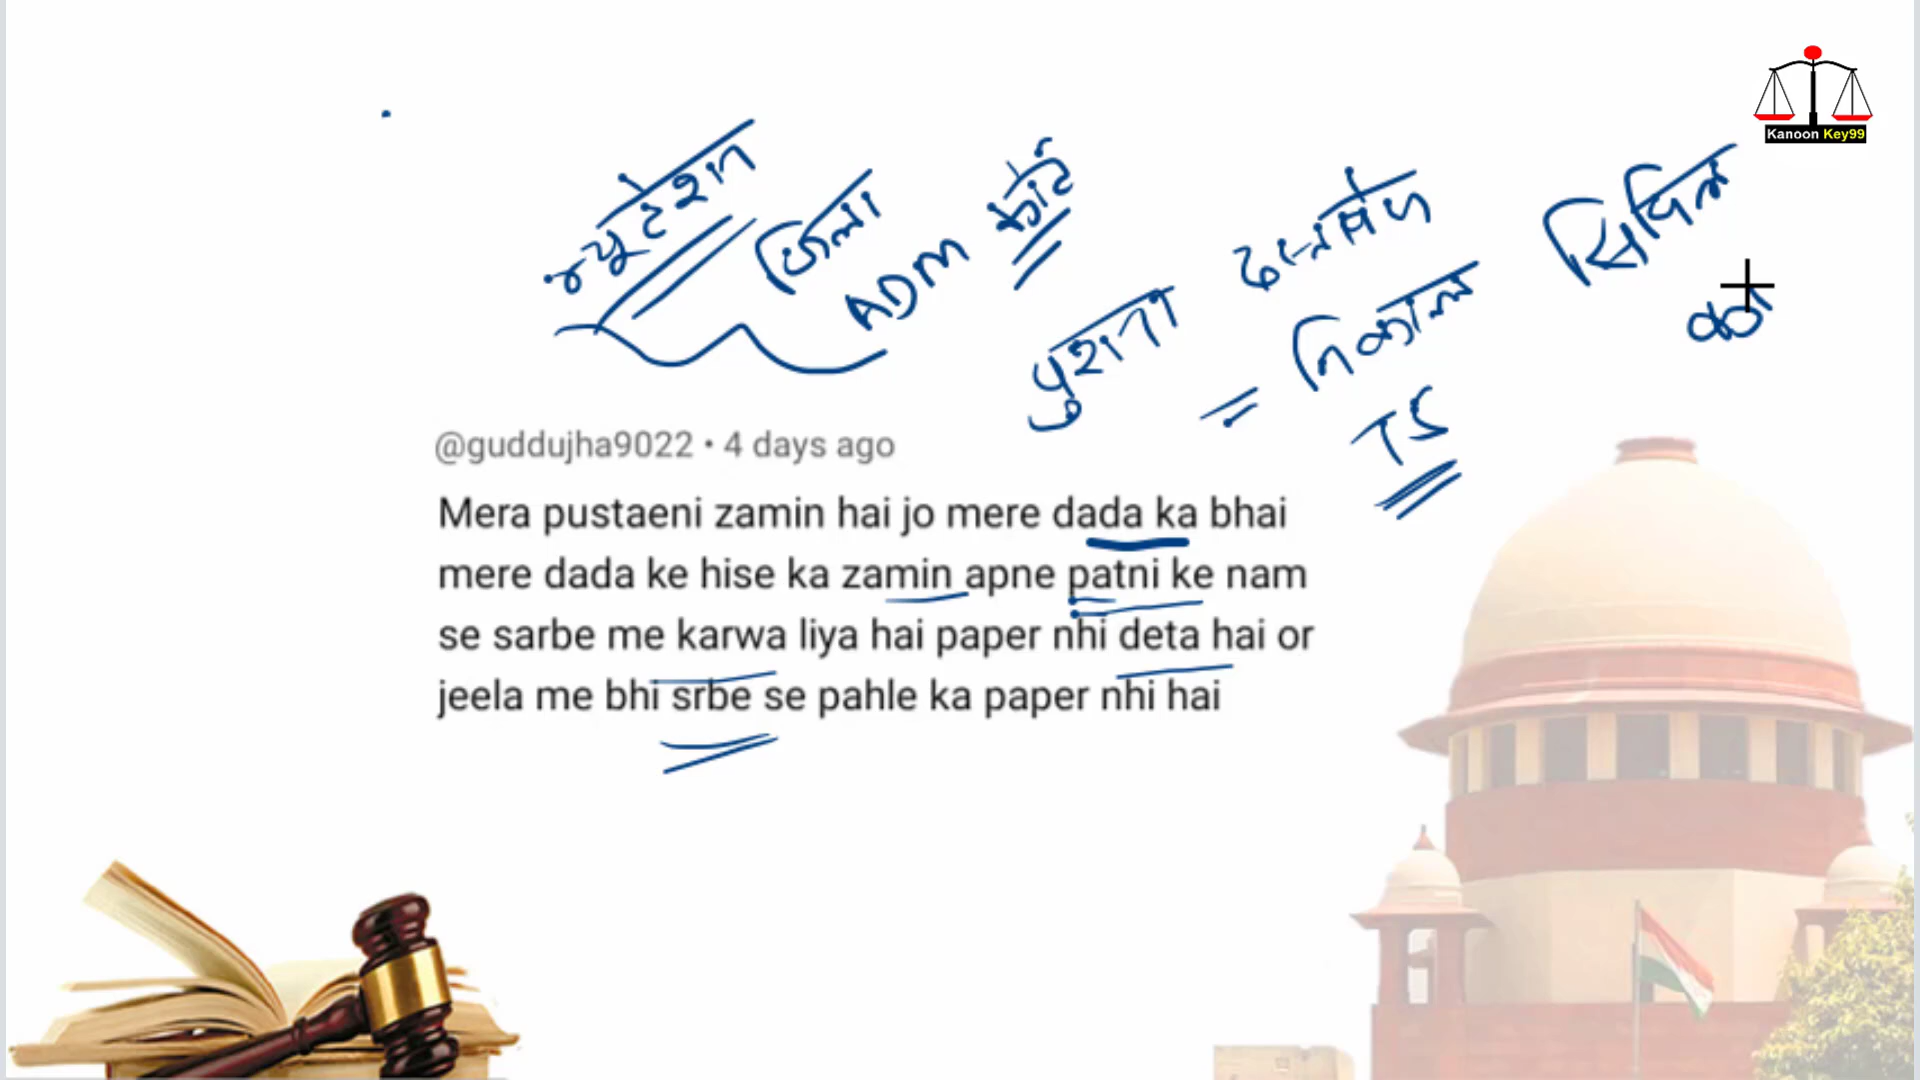 Kanoon Key99
म्यूटेशन जिला ADM कोर्ट
पुराना दस्तावेज = निकाल
TS
सिविल को
@guddujha9022 • 4 days ago
Mera pustaeni zamin hai jo mere dada ka bhai
mere dada ke hise ka zamin apne patni ke nam
se sarbe me karwa liya hai paper nhi deta hai or
jeela me bhi srbe se pahle ka paper nhi hai